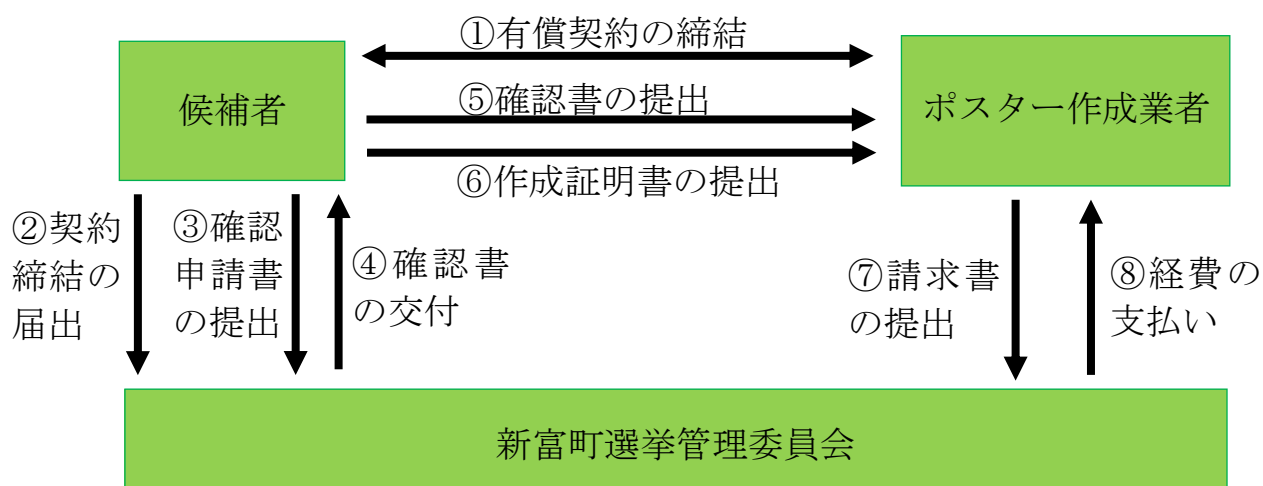 ①有償契約の締結
候補者
⑤確認書の提出
ポスター作成業者
⑥作成証明書の提出
②契約
締結の
届出
③確認
申請書
の提出
④確認書
の交付
⑦請求書
の提出
⑧経費の
支払い
新富町選挙管理委員会